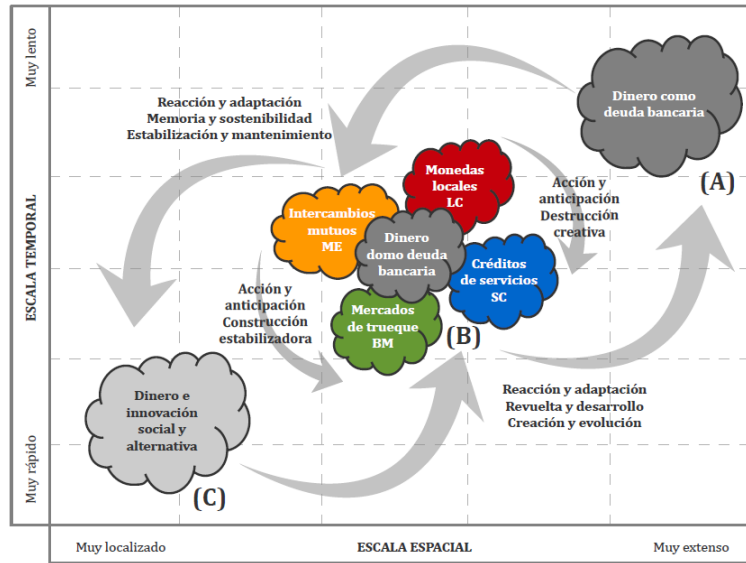 Muy lento
ESCALA TEMPORAL
Muy rápido
Dinero como
deuda bancaria
(A)
Reacción y adaptación
Memoria y sostenibilidad
Estabilización y mantenimiento
Monedas
locales
LC
Acción y
anticipación
Destrucción
creativa
Intercambios
mutuos
ME
Dinero
domo deuda
bancaria
Créditos
de servicios
SC
Acción y
anticipación
Construcción
estabilizadora
Mercados
de trueque
BM
(B)
Dinero e
innovación
social y
alternativa
(C)
Reacción y adaptación
Revuelta y desarrollo
Creación y evolución
Muy localizado
ESCALA ESPACIAL
Muy extenso